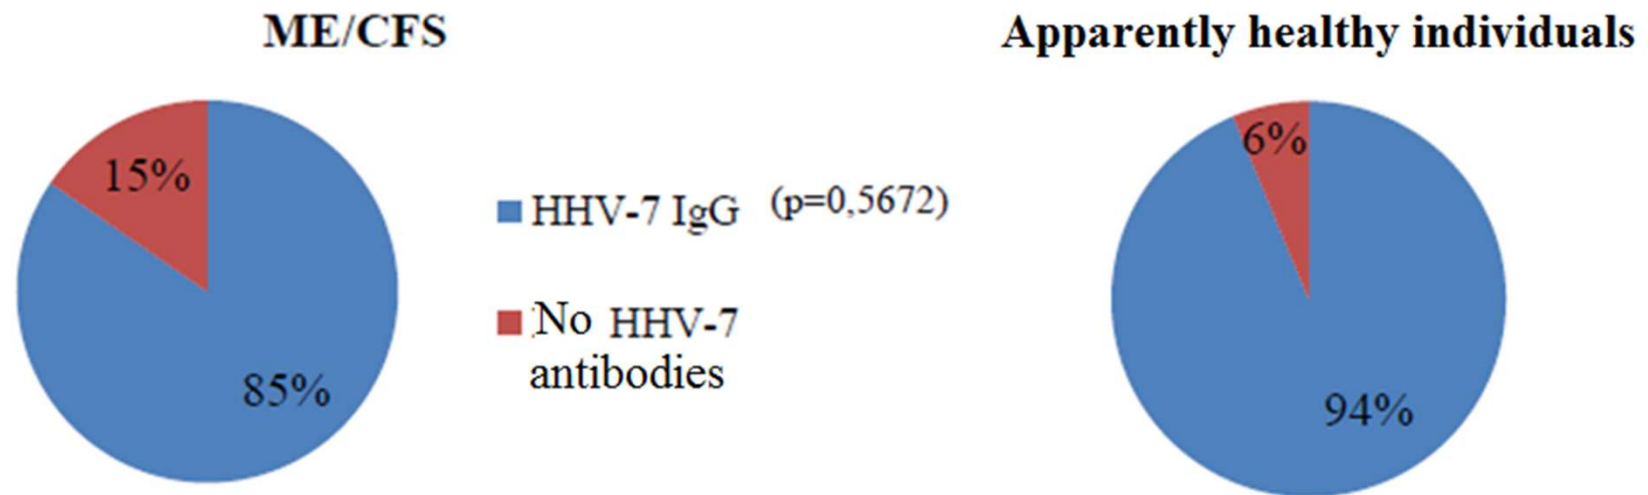 ME/CFS
Apparently healthy individuals
15%
85%
HHV-7 IgG (p=0,5672)
No HHV-7
antibodies
6%
94%